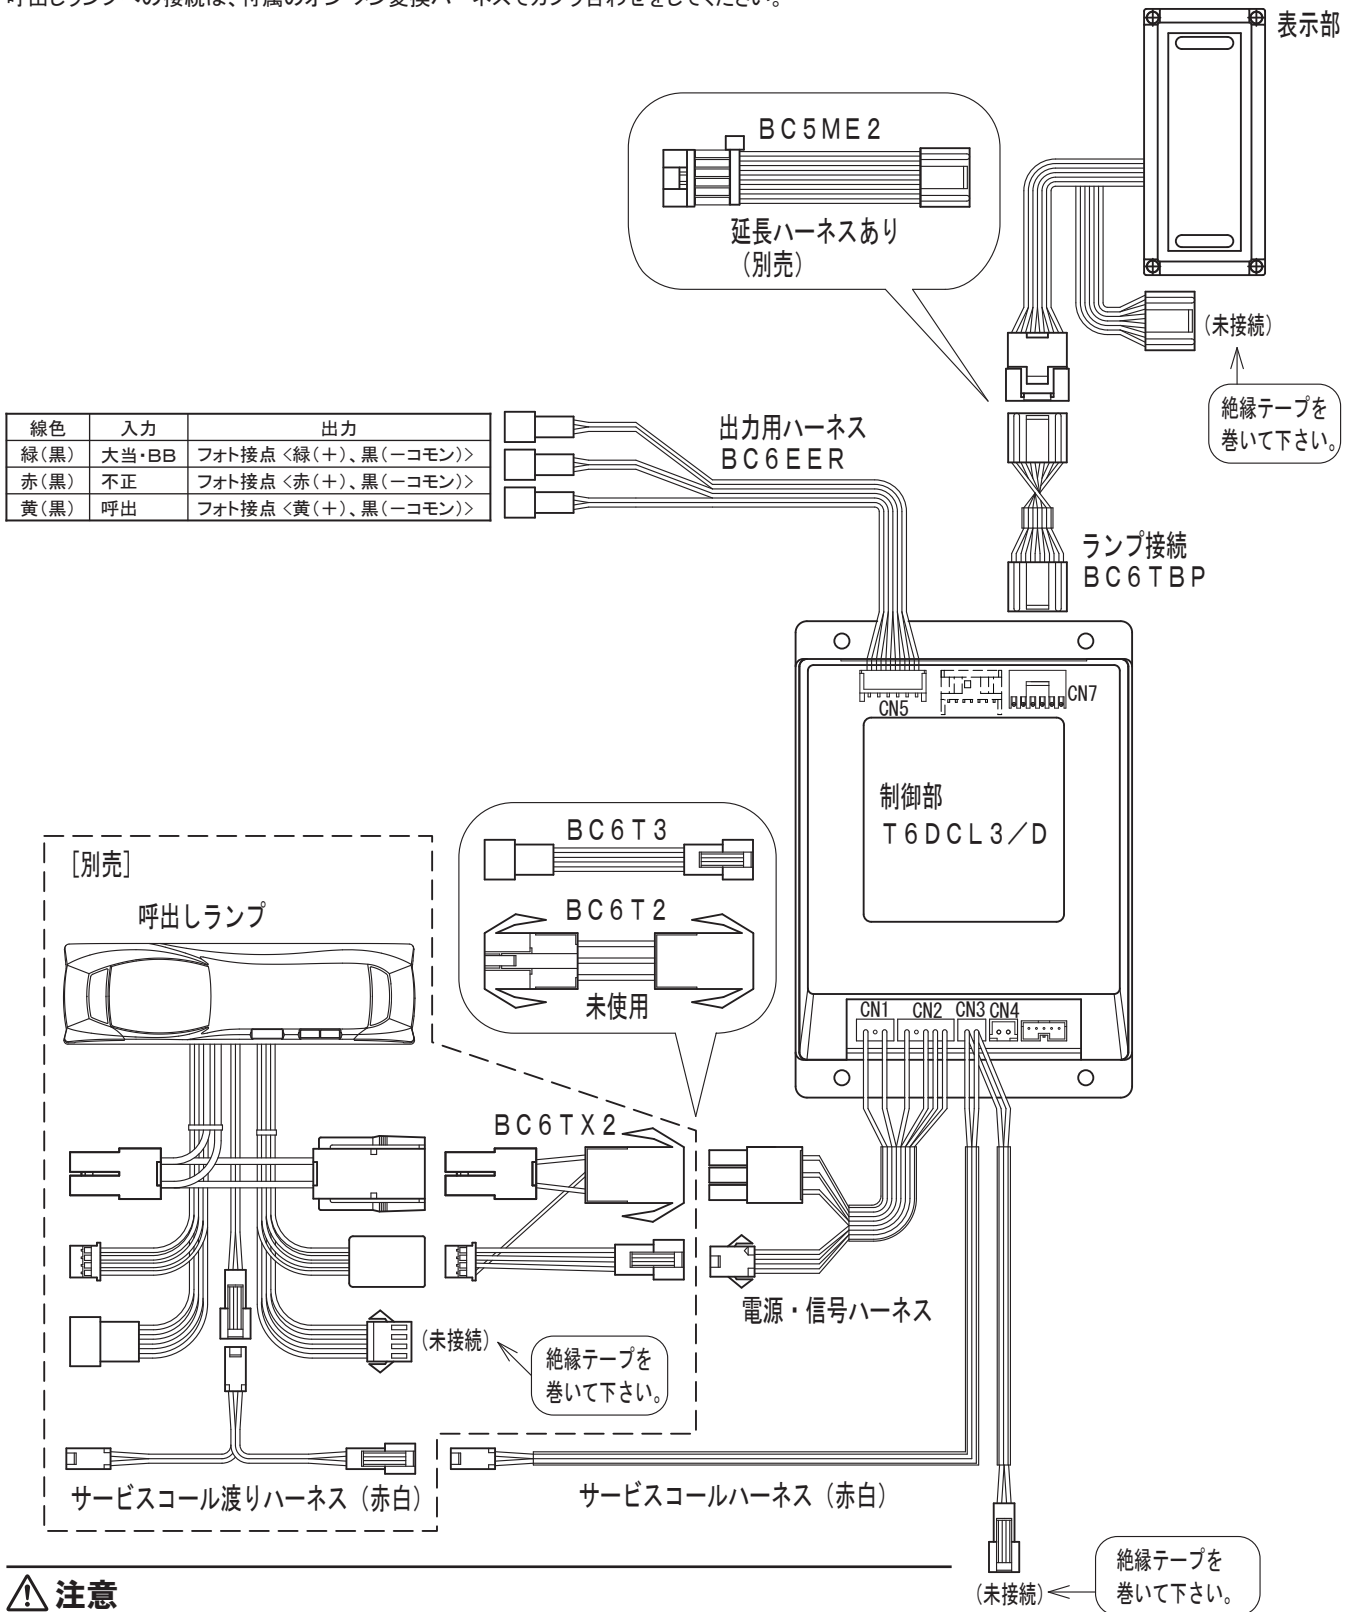 呼出しランプへの接続は、付属のオン・メン変換ハーネスでカプラ合わせをしてください。
表示部
BC5ME2
延長ハーネスあり
(別売)
(未接続)
絶縁テープを
巻いて下さい。
線色 入力 出力
緑(黒) 大当・BB フォト接点 <緑(+)、黒(-コモン)>
赤(黒) 不正 フォト接点 <赤(+)、黒(-コモン)>
黄(黒) 呼出 フォト接点 <黄(+)、黒(-コモン)>
出力用ハーネス
BC6EER
ランプ接続
BC6TBP
CN5
CN7
制御部
T6DCL3/D
BC6T3
BC6T2
未使用
[別売]
呼出しランプ
CN1 CN2 CN3 CN4
BC6TX2
電源・信号ハーネス
(未接続)
絶縁テープを
巻いて下さい。
サービスコール渡りハーネス(赤白)
サービスコールハーネス(赤白)
(未接続)
絶縁テープを
巻いて下さい。
注意